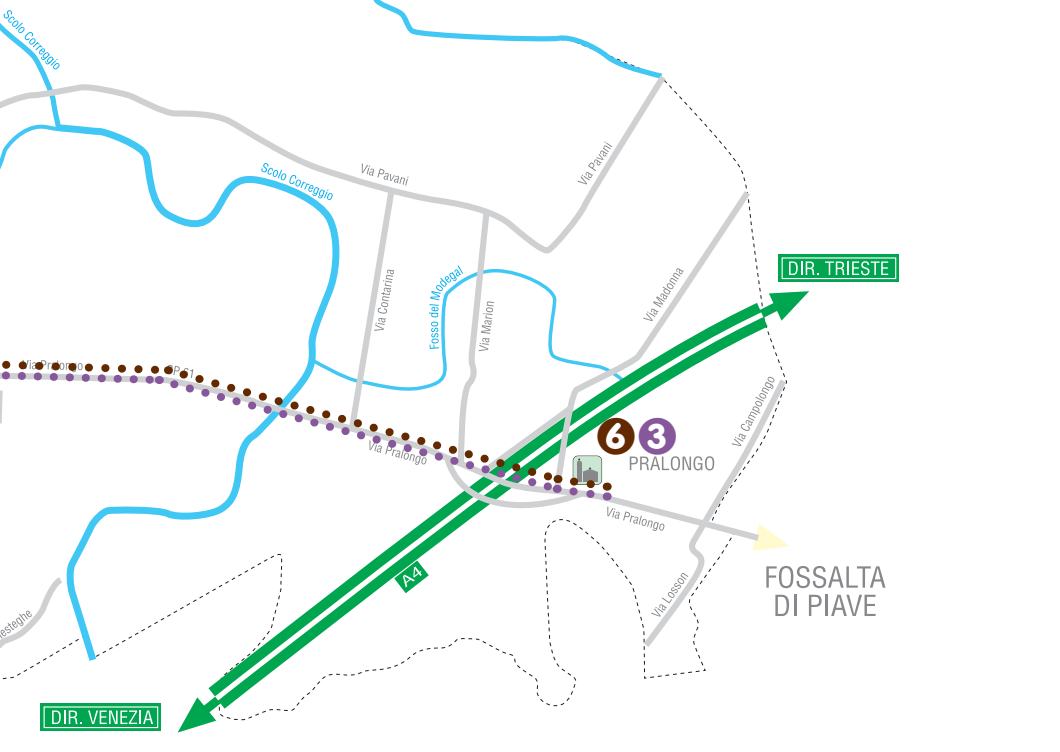 Scolo Correggio
Via Pavani
Via Pavani
Scolo Correggio
DIR. TRIESTE
Fosso del Modegal
Via Contarina
Via Marion
Via Madonna
Via Pralongo
SP 61
Via Campolongo
6 3
PRALONGO
Via Pralongo
Via Pralongo
A4
FOSSALTA
DI PIAVE
Via Losson
DIR. VENEZIA